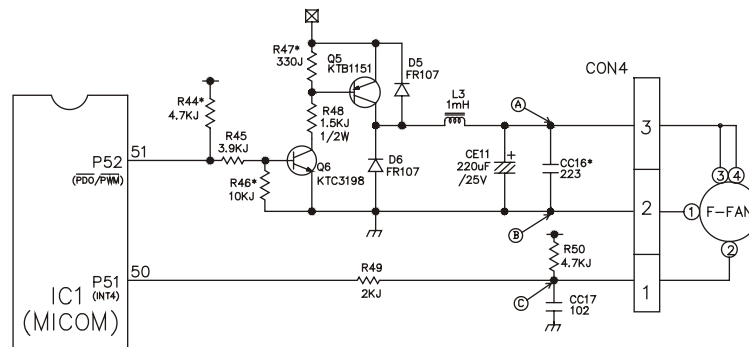 R47*
330J
Q5
KTB1151
D5
FR107
CON4
L3
1mH
A
R44*
4.7KJ
R48
1.5KJ
1/2W
3
51
R45
3.9KJ
P52
(PDO/PWM)
Q6
KTC3198
D6
FR107
CE11
220uF
/25V
+
CC16*
223
3
4
R46*
10KJ
2
1
F-FAN
B
2
R50
4.7KJ
50
P51
(INT4)
R49
2KJ
C
1
IC1
(MICOM)
CC17
102